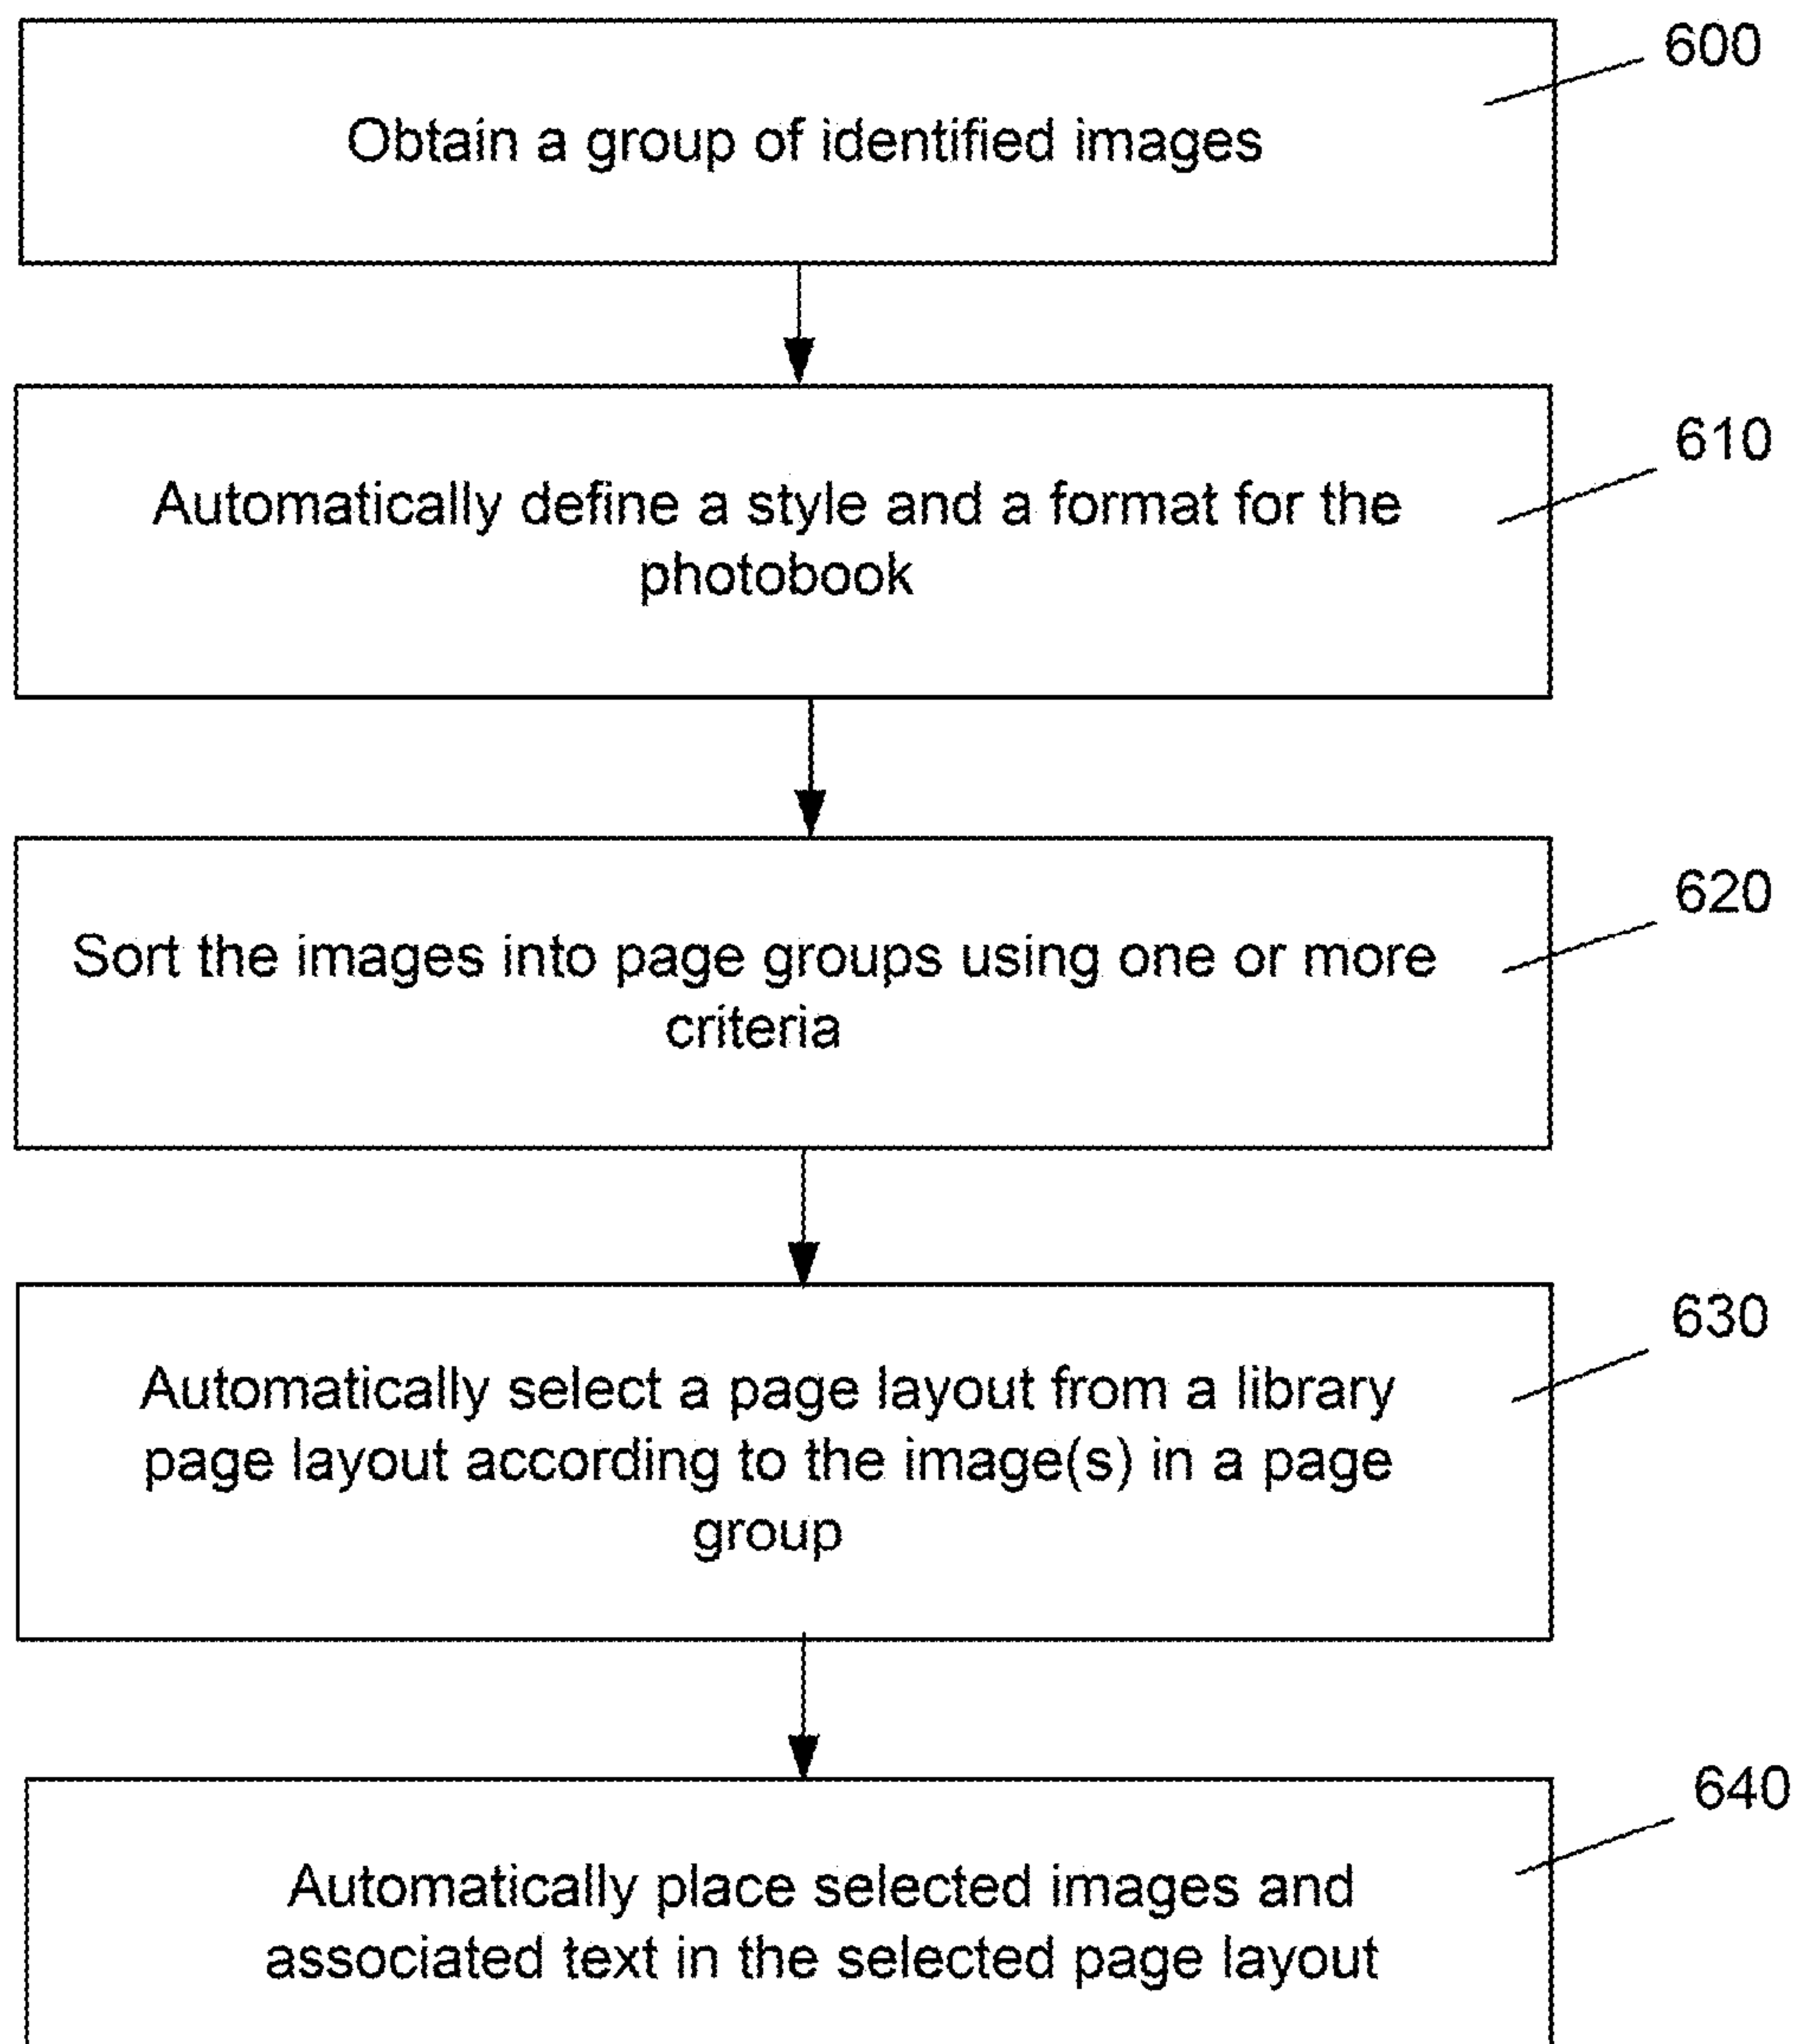 600
Obtain a group of identified images
610
Automatically define a style and a format for the
photobook
620
Sort the images into page groups using one or more
criteria
630
Automatically select a page layout from a library
page layout according to the image(s) in a page
group
640
Automatically place selected images and
associated text in the selected page layout